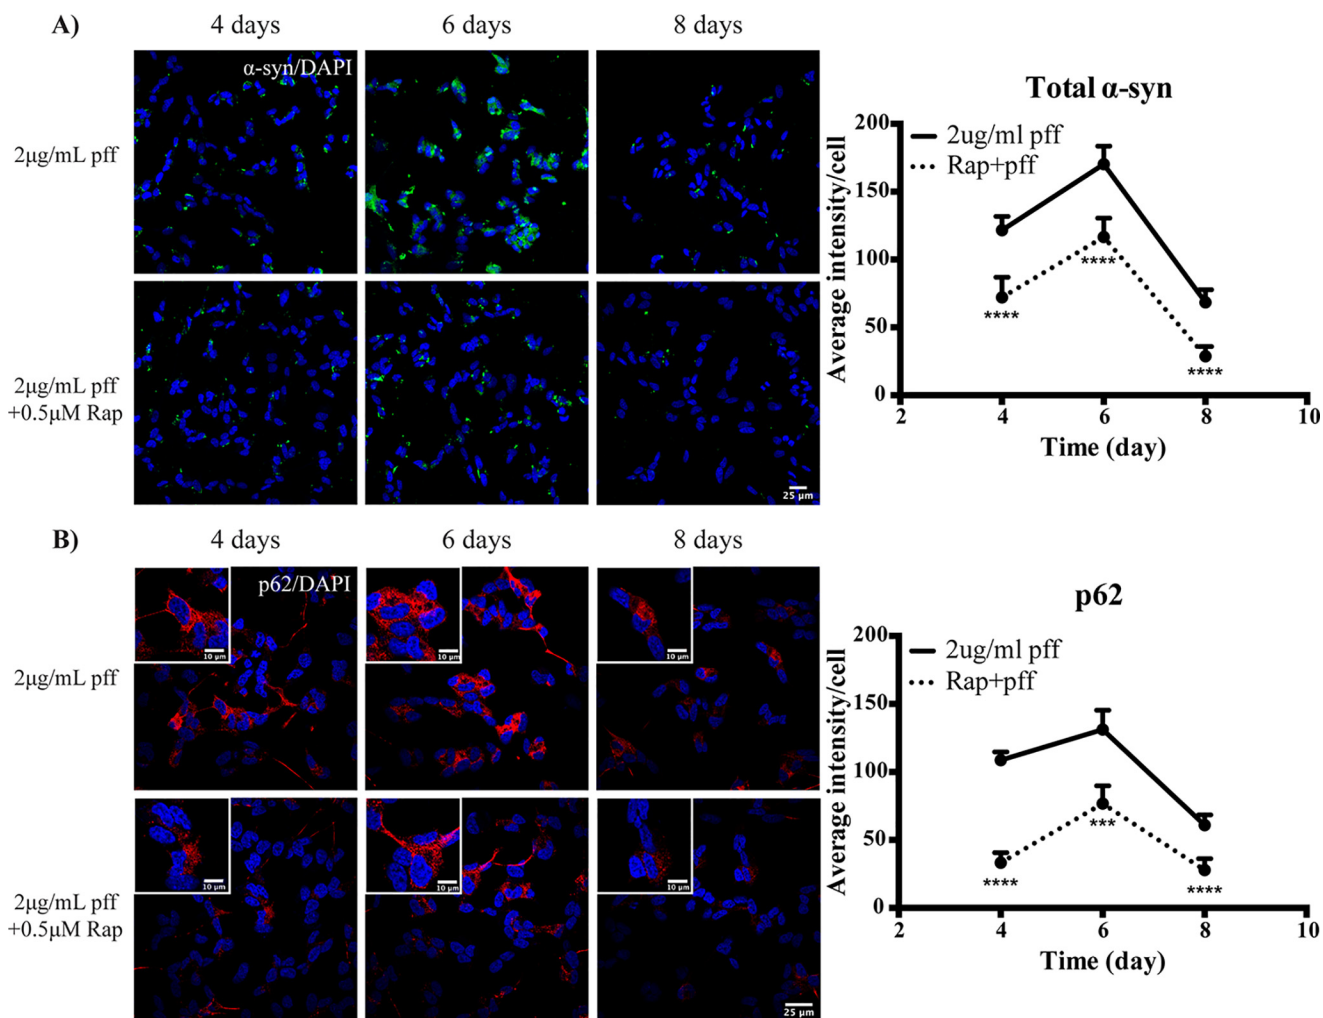 A)
4 days
6 days
8 days
α-syn/DAPI
2µg/mL pff
2µg/mL pff
+0.5µM Rap
25 µm
Total α-syn
2ug/ml pff
Rap+pff
Average intensity/cell
200
150
100
50
0
****
****
****
2
4
6
8
10
Time (day)
B)
4 days
6 days
8 days
p62/DAPI
10 µm
10 µm
10 µm
2µg/mL pff
10 µm
10 µm
10 µm
2µg/mL pff
+0.5µM Rap
25 µm
p62
2ug/ml pff
Rap+pff
Average intensity/cell
200
150
100
50
0
****
***
****
2
4
6
8
10
Time (day)